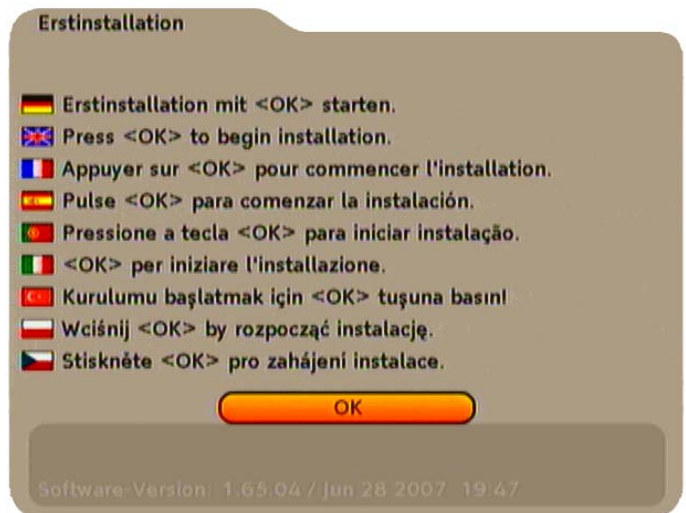 Erstinstallation
Erstinstallation mit <OK> starten.
Press <OK> to begin installation.
Appuyer sur <OK> pour commencer l'installation.
Pulse <OK> para comenzar la instalación.
Pressione a tecla <OK> para iniciar instalação.
<OK> per iniziare l'installazione.
Kurulumu başlatmak için <OK> tuşuna basın!
Wciśnij <OK> by rozpocząć instalację.
Stiskněte <OK> pro zahájení instalace.
OK
Software-Version: 1.65.04 / Jun 28 2007 19:47